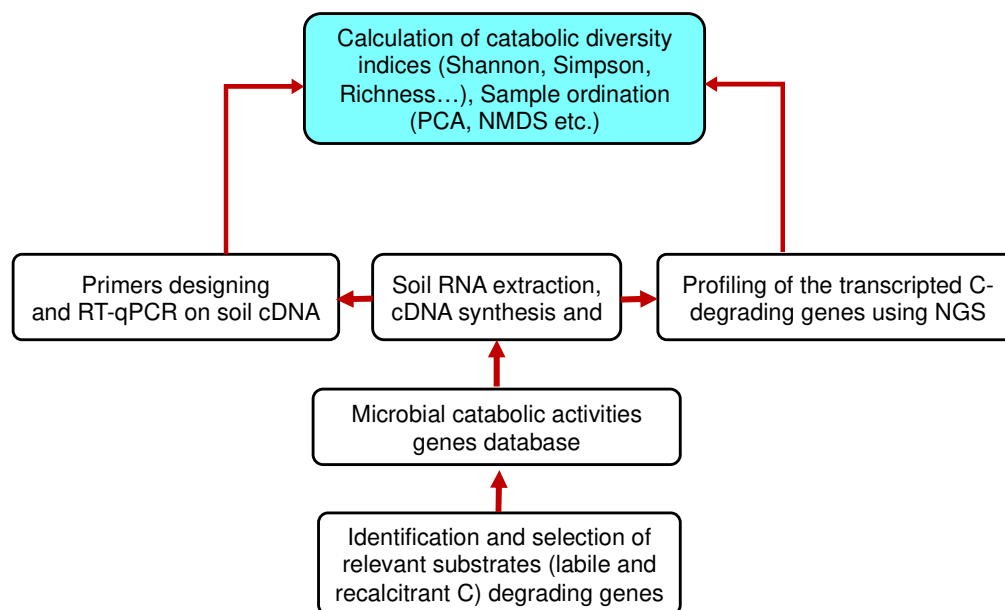 Calculation of catabolic diversity
indices (Shannon, Simpson,
Richness…), Sample ordination
(PCA, NMDS etc.)
Primers designing
and RT-qPCR on soil cDNA
Soil RNA extraction,
cDNA synthesis and
Profiling of the transcripted C-
degrading genes using NGS
Microbial catabolic activities
genes database
Identification and selection of
relevant substrates (labile and
recalcitrant C) degrading genes